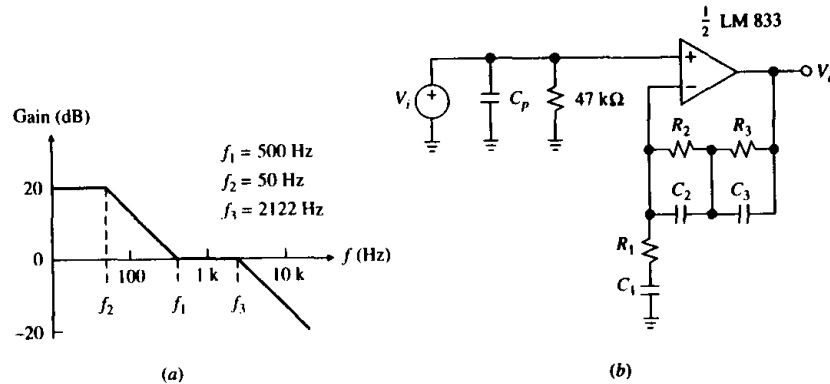 Gain (dB)
20
0
−20
f₁ = 500 Hz
f₂ = 50 Hz
f₃ = 2122 Hz
100
1 k
10 k
f (Hz)
f₂
f₁
f₃
(a)
½ LM 833
Vᵢ
+
Cₚ
47 kΩ
+
−
Vₒ
R₂
R₃
C₂
C₃
R₁
C₁
(b)